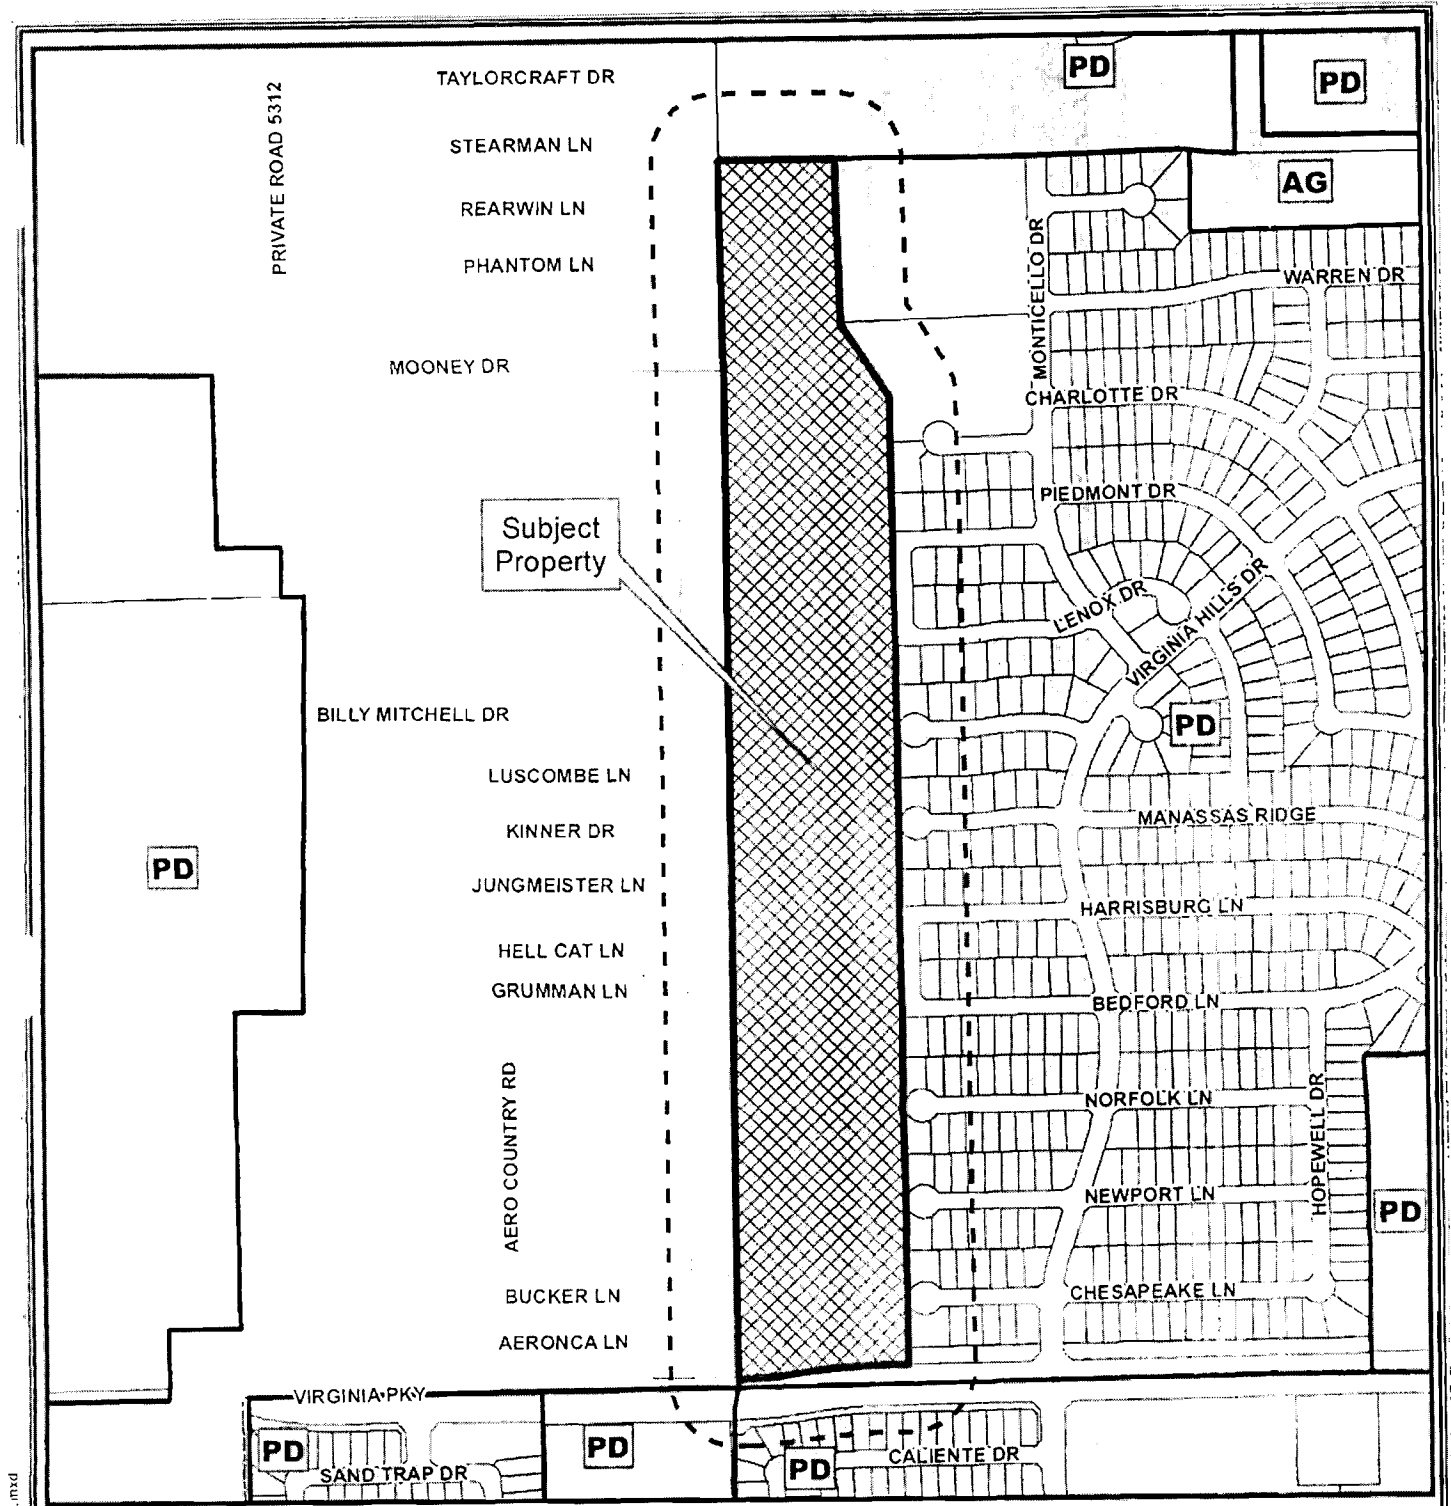 TAYLORCRAFT DR
PD
PD
PRIVATE ROAD 5312
STEARMAN LN
AG
REARWIN LN
PHANTOM LN
MONTICELLO DR
WARREN DR
MOONEY DR
CHARLOTTE DR
PIEDMONT DR
Subject
Property
LENOX DR
VIRGINIA HILLS DR
BILLY MITCHELL DR
PD
LUSCOMBE LN
KINNER DR
MANASSAS RIDGE
PD
JUNGMEISTER LN
HARRISBURG LN
HELL CAT LN
GRUMMAN LN
BEDFORD LN
AERO COUNTRY RD
NORFOLK LN
HOPEWELL DR
NEWPORT LN
PD
BUCKER LN
CHESAPEAKE LN
AERONCA LN
VIRGINIA PKY
PD
PD
PD
CALIENTE DR
SAND TRAP DR
.mxd